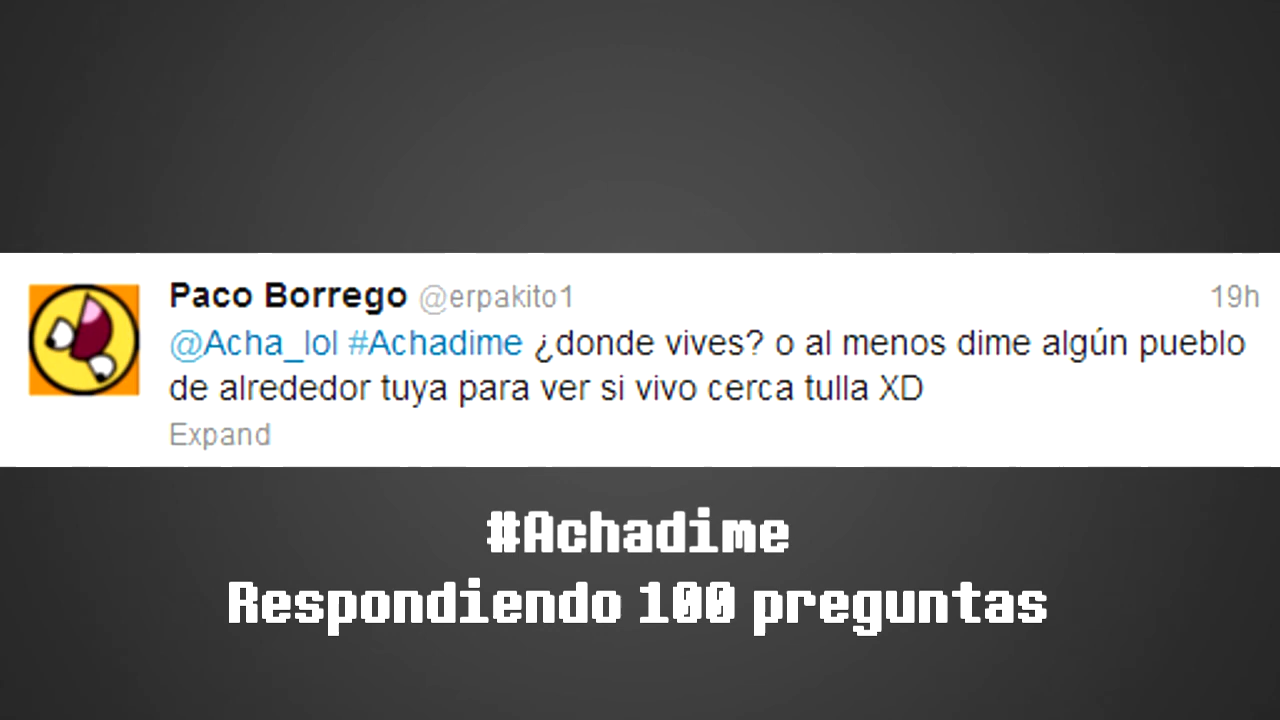 Paco Borrego @erpakito1 19h
@Acha_lol #Achadime ¿donde vives? o al menos dime algún pueblo
de alrededor tuya para ver si vivo cerca tulla XD
Expand
#Achadime
Respondiendo 100 preguntas